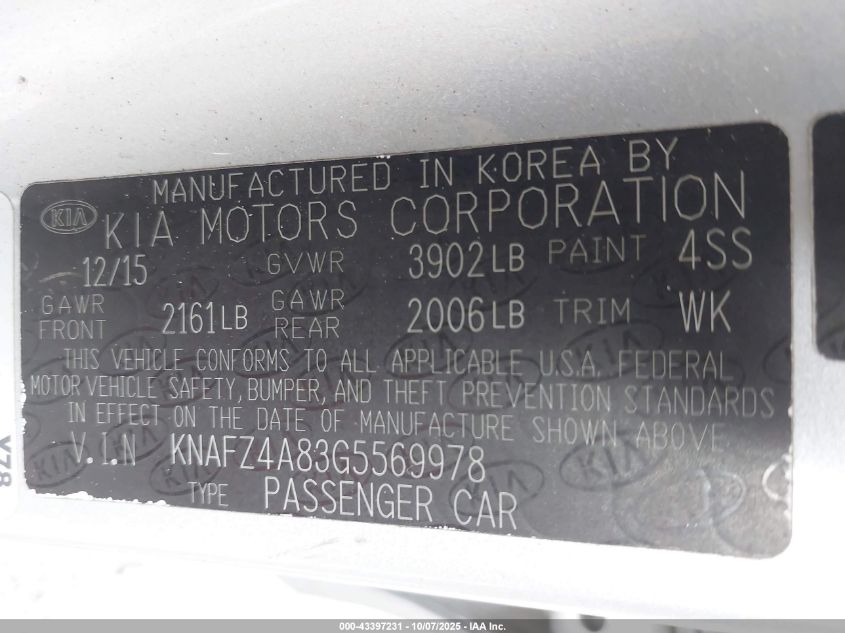 MANUFACTURED IN KOREA BY
KIA KIA MOTORS CORPORATION
12/15 GVWR 3902LB PAINT 4SS
GAWR FRONT 2161LB GAWR REAR 2006LB TRIM WK
THIS VEHICLE CONFORMS TO ALL APPLICABLE U.S.A. FEDERAL
MOTOR VEHICLE SAFETY, BUMPER, AND THEFT PREVENTION STANDARDS
IN EFFECT ON THE DATE OF MANUFACTURE SHOWN ABOVE.
V.I.N KNAFZ4A83G5569978
TYPE PASSENGER CAR
Y78
000-43397231 - 10/07/2025 - IAA, Inc.